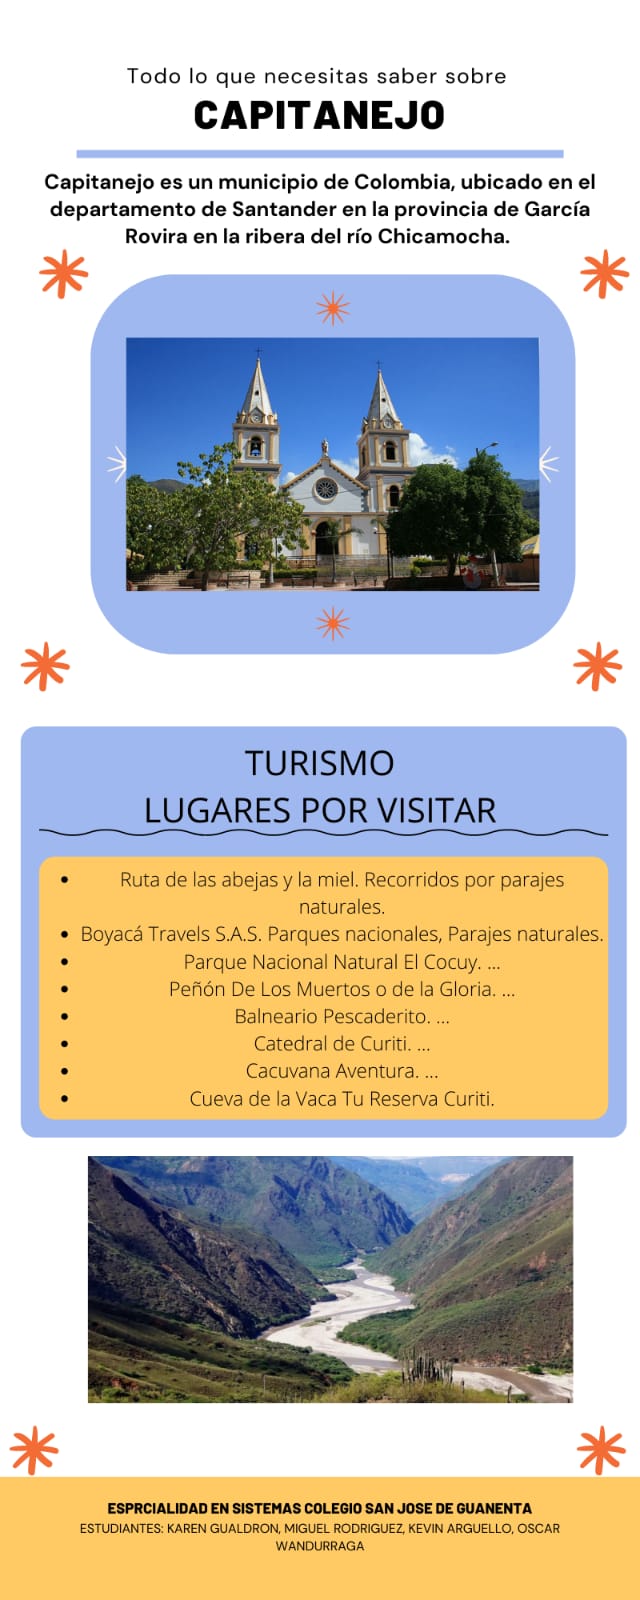 Todo lo que necesitas saber sobre
CAPITANEJO
Capitanejo es un municipio de Colombia, ubicado en el
departamento de Santander en la provincia de García
Rovira en la ribera del río Chicamocha.
TURISMO
LUGARES POR VISITAR
• Ruta de las abejas y la miel. Recorridos por parajes
naturales.
• Boyacá Travels S.A.S. Parques nacionales, Parajes naturales.
• Parque Nacional Natural El Cocuy. ...
• Peñón De Los Muertos o de la Gloria. ...
• Balneario Pescaderito. ...
• Catedral de Curiti. ...
• Cacuvana Aventura. ...
• Cueva de la Vaca Tu Reserva Curiti.
ESPRCIALIDAD EN SISTEMAS COLEGIO SAN JOSE DE GUANENTA
ESTUDIANTES: KAREN GUALDRON, MIGUEL RODRIGUEZ, KEVIN ARGUELLO, OSCAR
WANDURRAGA